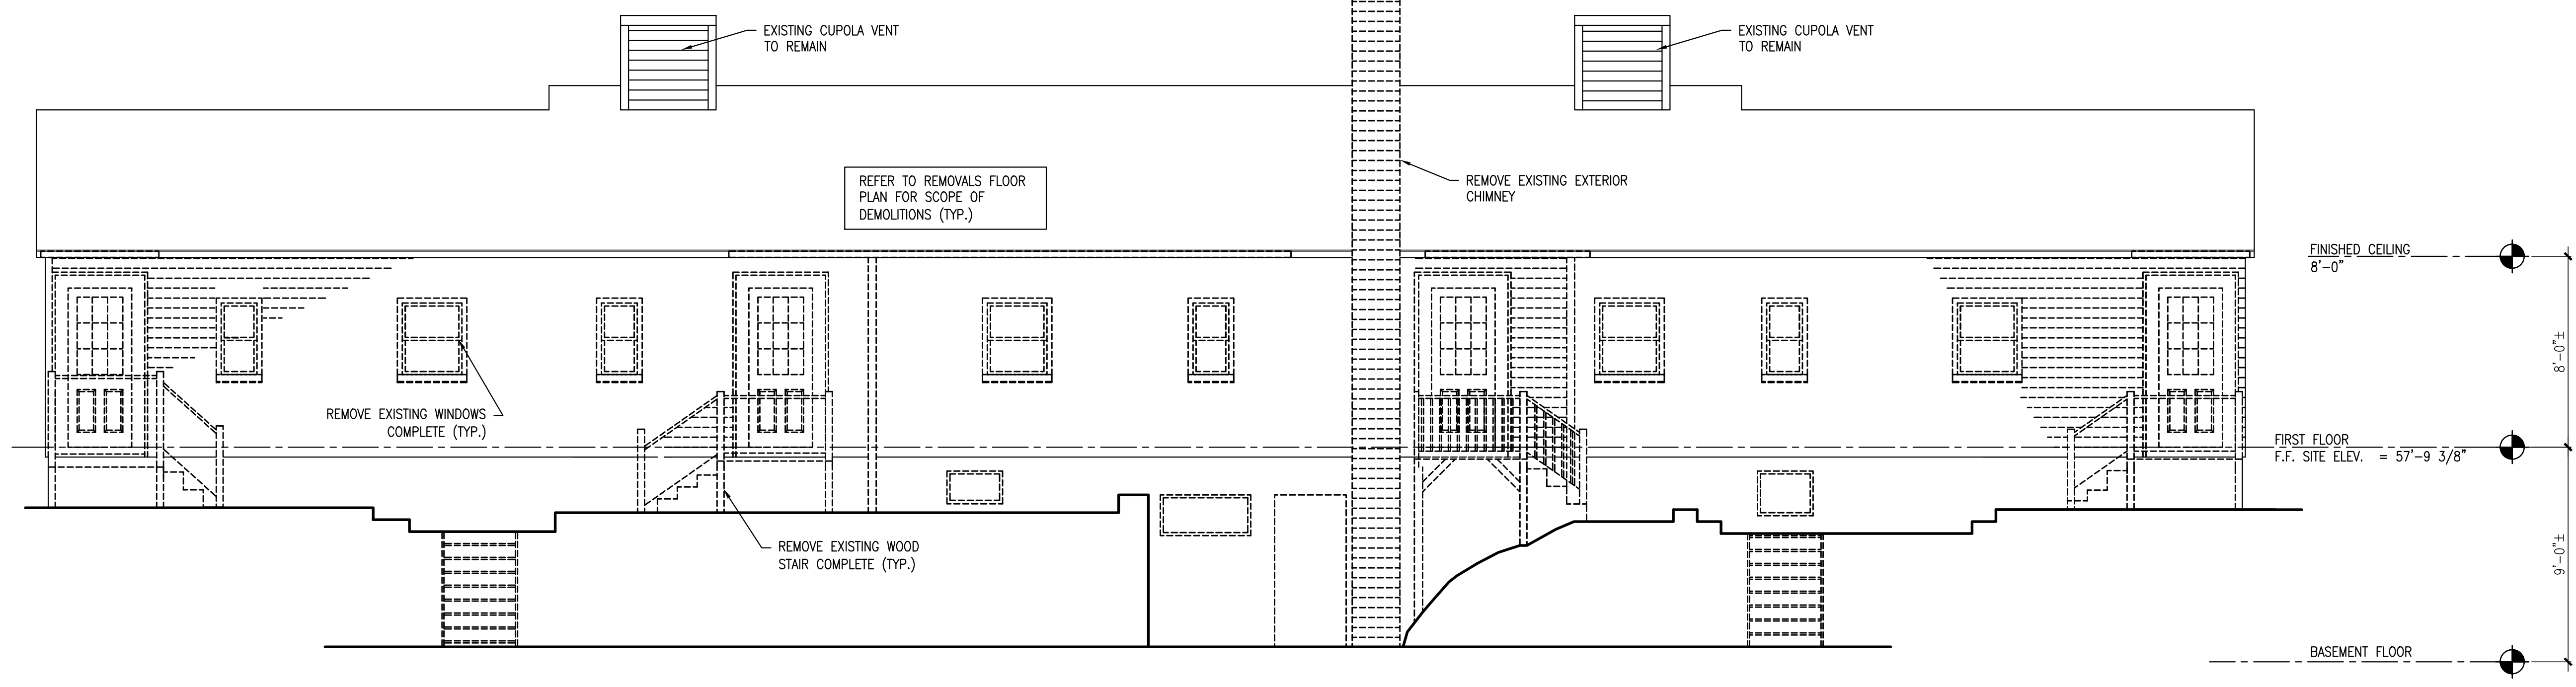 EXISTING CUPOLA VENT
TO REMAIN
EXISTING CUPOLA VENT
TO REMAIN
REFER TO REMOVALS FLOOR
PLAN FOR SCOPE OF
DEMOLITIONS (TYP.)
REMOVE EXISTING EXTERIOR
CHIMNEY
FINISHED CEILING
8'-0"
8'-0"±
REMOVE EXISTING WINDOWS
COMPLETE (TYP.)
FIRST FLOOR
F.F. SITE ELEV. = 57'-9 3/8"
REMOVE EXISTING WOOD
STAIR COMPLETE (TYP.)
9'-0"±
BASEMENT FLOOR